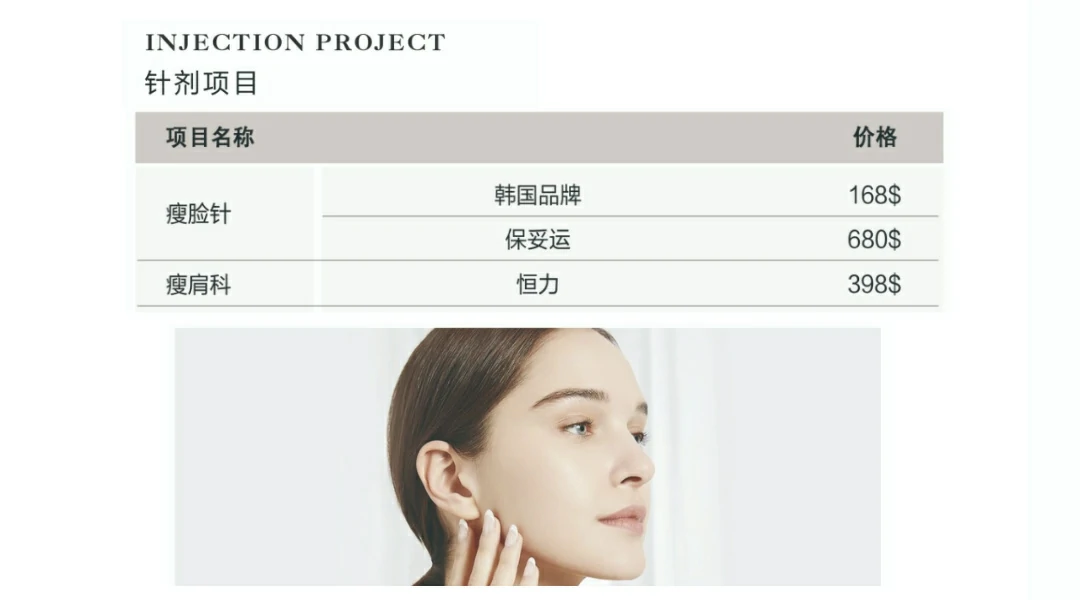 INJECTION PROJECT
针剂项目
项目名称 价格
瘦脸针 韩国品牌 168$
保妥运 680$
瘦肩科 恒力 398$